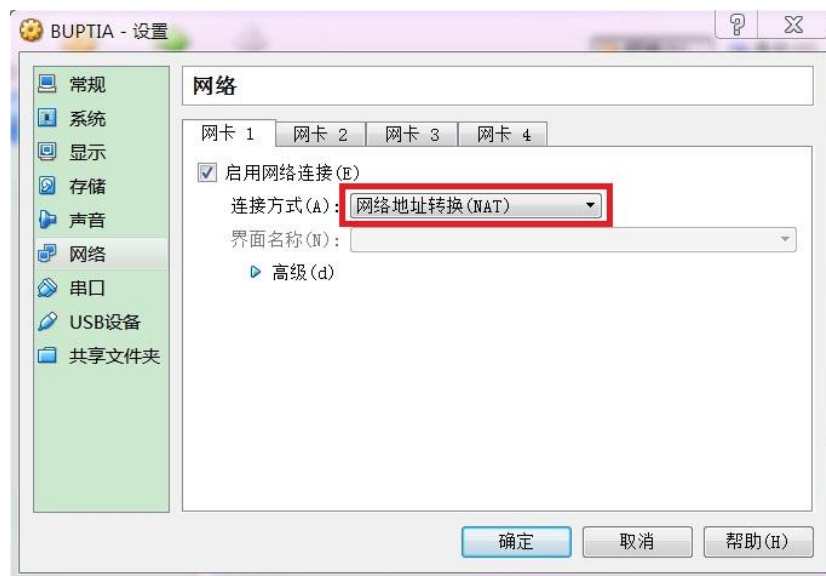 BUPTIA - 设置
常规
系统
显示
存储
声音
网络
串口
USB设备
共享文件夹
网络
网卡 1 网卡 2 网卡 3 网卡 4
启用网络连接(E)
连接方式(A): 网络地址转换(NAT)
界面名称(N):
高级(d)
确定 取消 帮助(H)